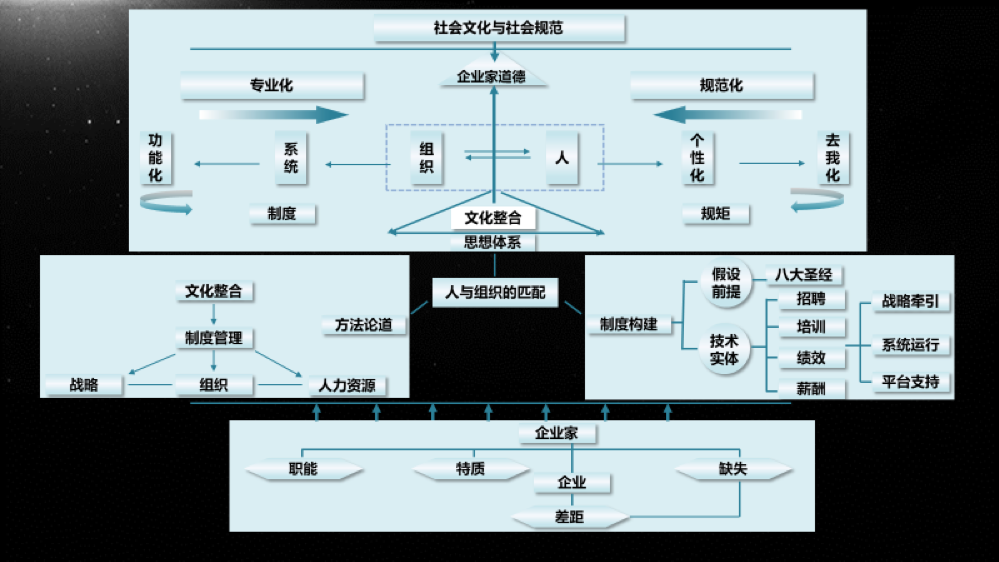 社会文化与社会规范
企业家道德
专业化
规范化
功能化
系统
组织
人
个性化
去我化
制度
文化整合
规矩
思想体系
文化整合
制度管理
战略
组织
人力资源
方法论道
人与组织的匹配
制度构建
假设
前提
八大圣经
技术
实体
招聘
培训
绩效
薪酬
战略牵引
系统运行
平台支持
企业家
职能
特质
缺失
企业
差距